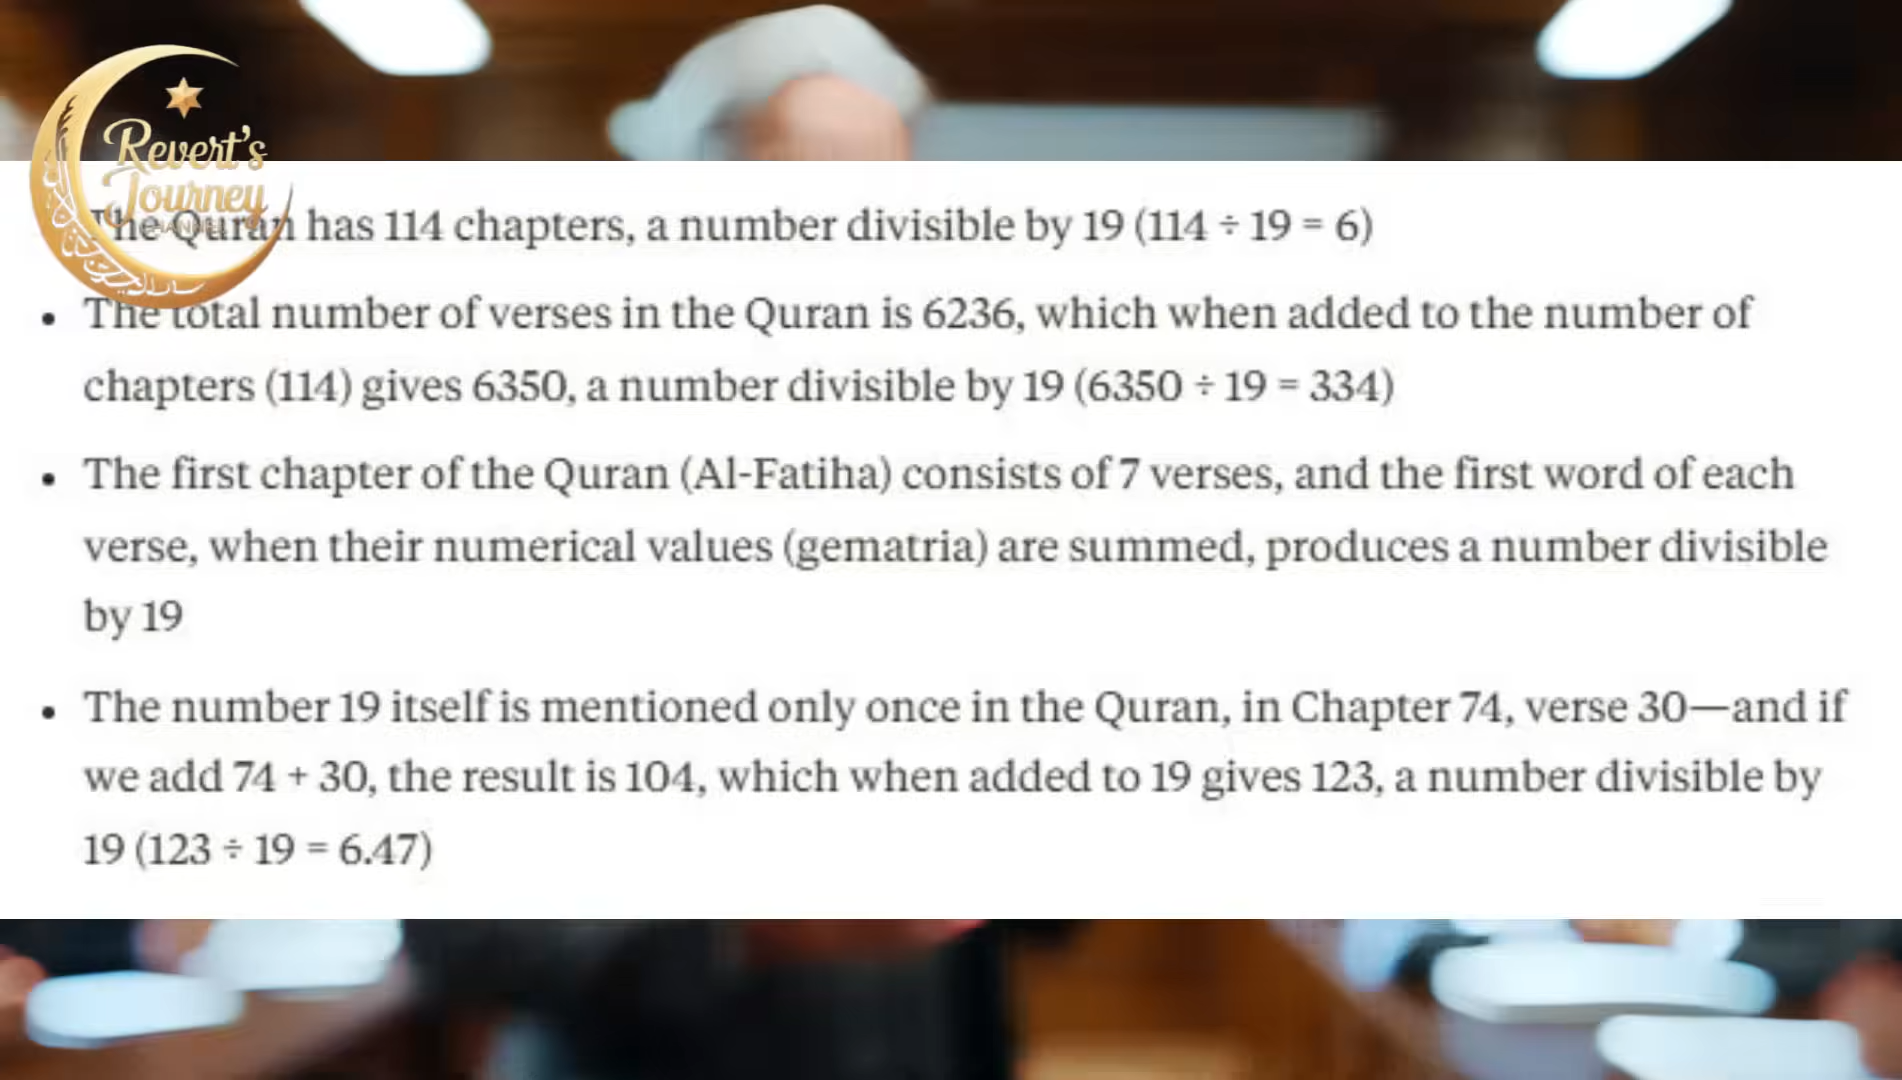 Revert's
Journey
CHANNEL
The Quran has 114 chapters, a number divisible by 19 (114 ÷ 19 = 6)
• The total number of verses in the Quran is 6236, which when added to the number of
chapters (114) gives 6350, a number divisible by 19 (6350 ÷ 19 = 334)
• The first chapter of the Quran (Al-Fatiha) consists of 7 verses, and the first word of each
verse, when their numerical values (gematria) are summed, produces a number divisible
by 19
• The number 19 itself is mentioned only once in the Quran, in Chapter 74, verse 30—and if
we add 74 + 30, the result is 104, which when added to 19 gives 123, a number divisible by
19 (123 ÷ 19 = 6.47)